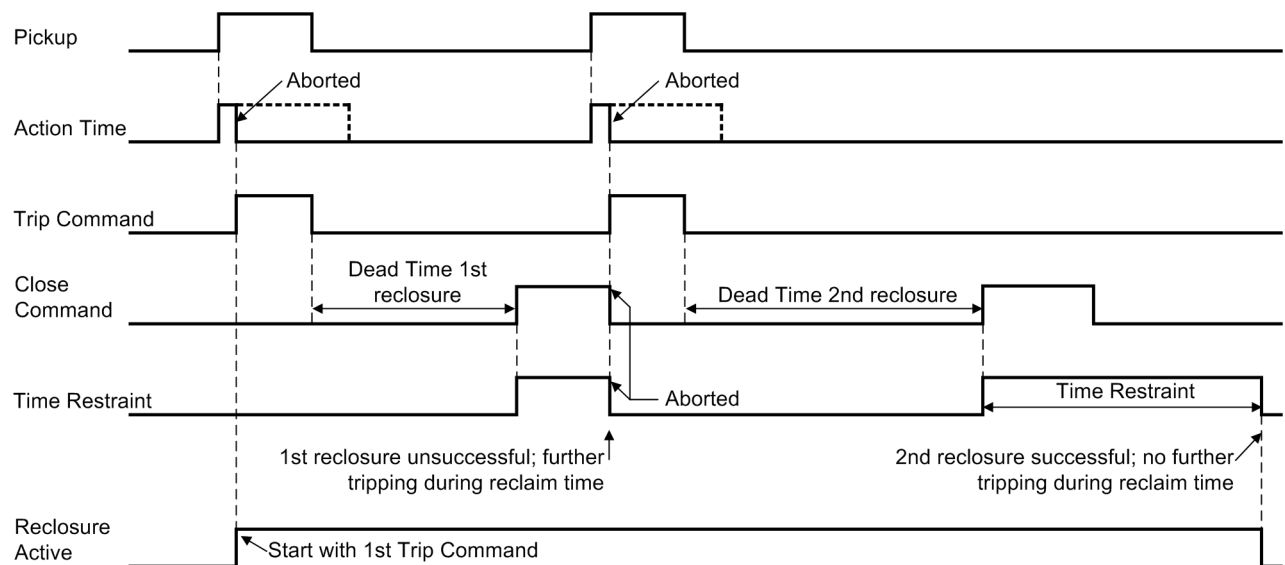 Pickup
Aborted
Aborted
Action Time
Trip Command
Dead Time 1st
reclosure
Close
Command
Dead Time 2nd reclosure
Time Restraint
Aborted
Time Restraint
1st reclosure unsuccessful; further
tripping during reclaim time
2nd reclosure successful; no further
tripping during reclaim time
Reclosure
Active
Start with 1st Trip Command